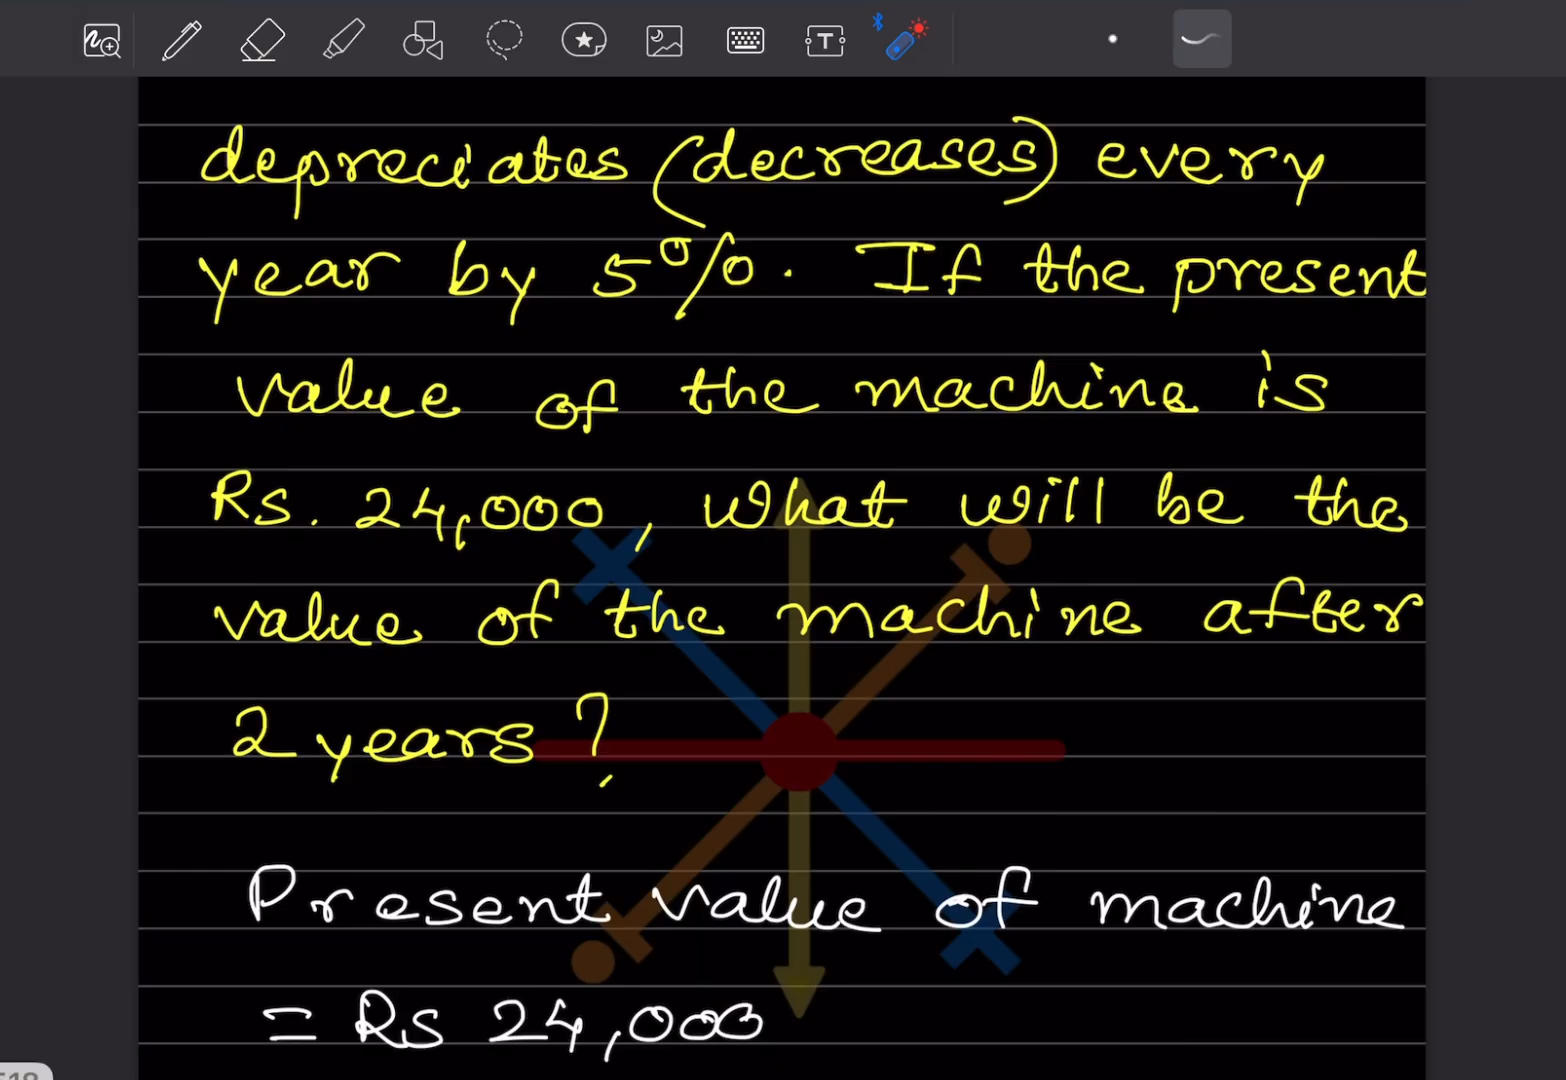 depreciates (decreases) every
year by 5%. If the present
value of the machine is
Rs. 24,000, what will be the
value of the machine after
2 years?
Present value of machine
= Rs 24,000